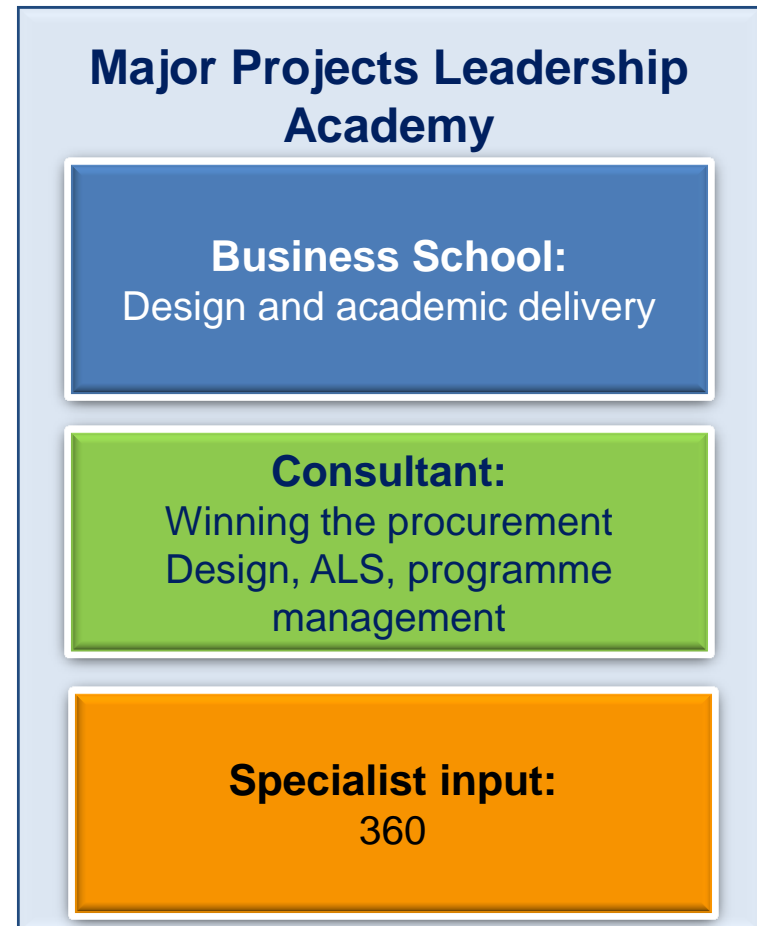 Major Projects Leadership
Academy
Business School:
Design and academic delivery
Consultant:
Winning the procurement
Design, ALS, programme
management
Specialist input:
360